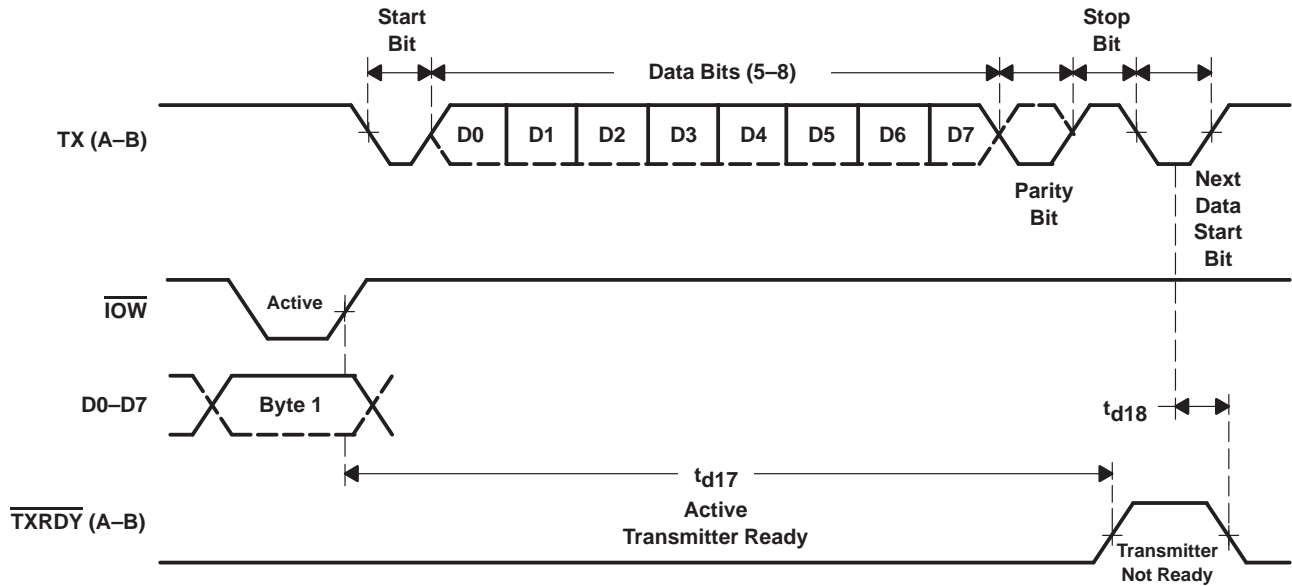 Start
Bit
Data Bits (5–8)
Stop
Bit
TX (A–B)
D0
D1
D2
D3
D4
D5
D6
D7
Parity
Bit
Next
Data
Start
Bit
IOW
Active
D0–D7
Byte 1
td18
td17
TXRDY (A–B)
Active
Transmitter Ready
Transmitter
Not Ready